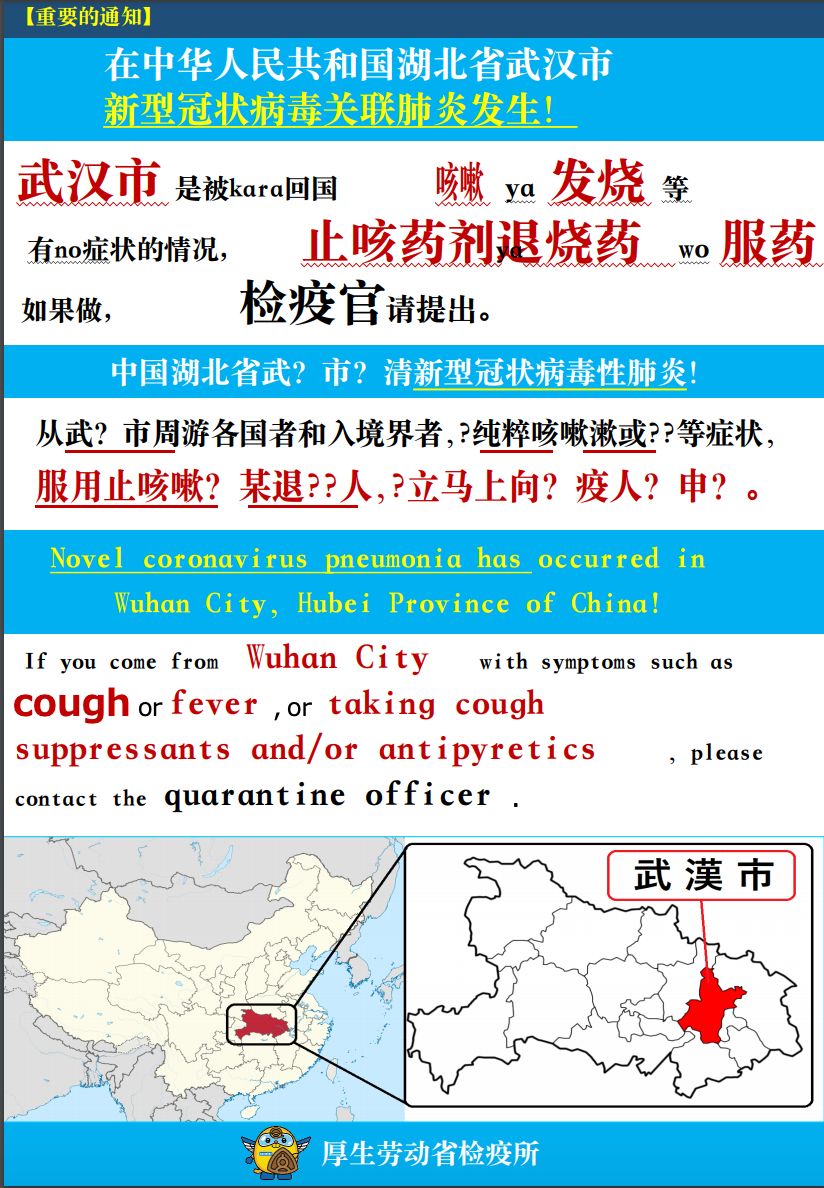 【重要的通知】
在中华人民共和国湖北省武汉市
新型冠状病毒关联肺炎发生！
武汉市 是被kara回国 咳嗽 ya 发烧 等
有no症状的情况， 止咳药剂ya退烧药 wo 服药
如果做， 检疫官请提出。
中国湖北省武？市？清新型冠状病毒性肺炎！
从武？市周游各国者和入境界者，?纯粹咳嗽漱或??等症状，
服用止咳嗽？某退??人，?立马上向？疫人？申？。
Novel coronavirus pneumonia has occurred in
Wuhan City, Hubei Province of China!
If you come from Wuhan City with symptoms such as
cough or fever , or taking cough
suppressants and/or antipyretics , please
contact the quarantine officer .
武漢市
厚生劳动省检疫所